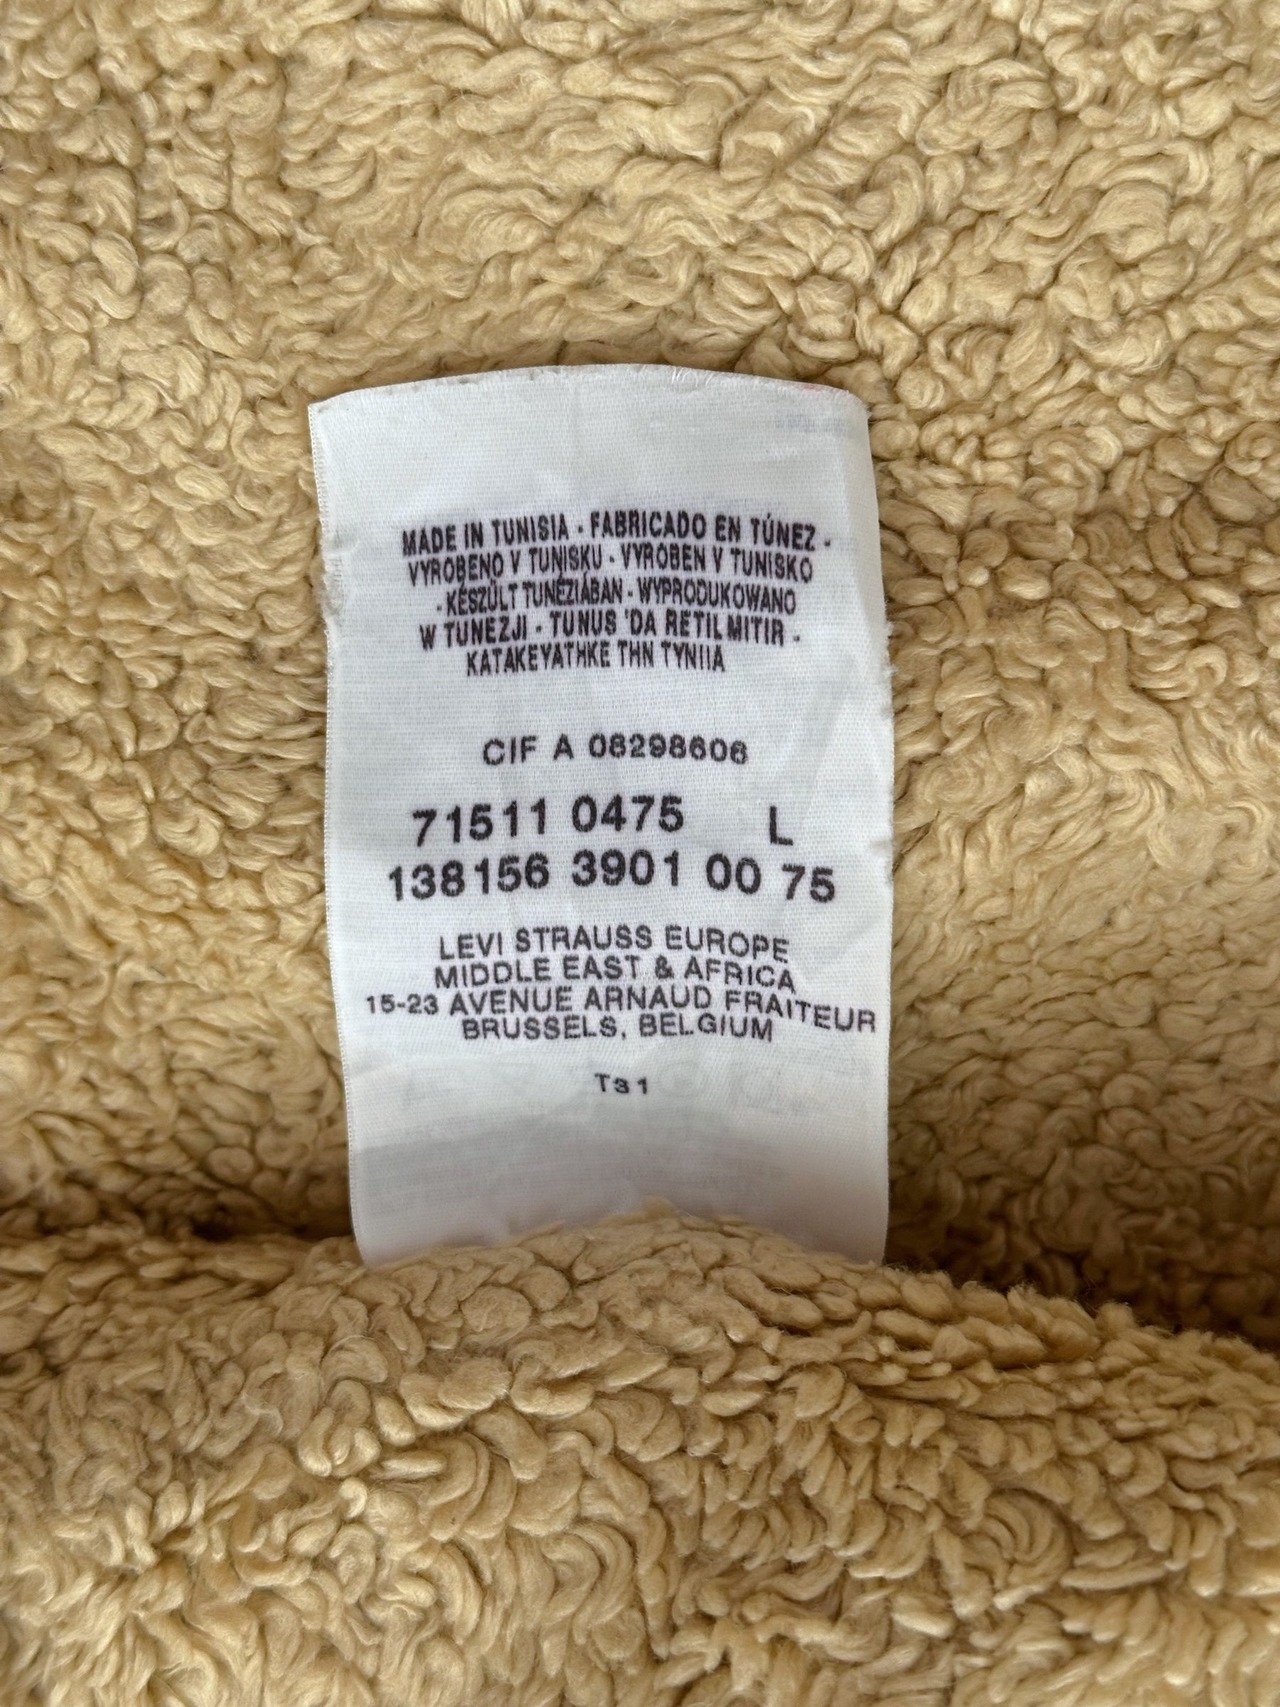 MADE IN TUNISIA - FABRICADO EN TÚNEZ -
VYROBENO V TUNISKU - VYROBEN V TUNISKO
- KÉSZÜLT TUNÉZIÁBAN - WYPRODUKOWANO
W TUNEZJI - TUNUS 'DA RETILMITIR -
KATAKEYATHKE THN TYNIIA
CIF A 08298606
71511 0475 L
138156 3901 00 75
LEVI STRAUSS EUROPE
MIDDLE EAST & AFRICA
15-23 AVENUE ARNAUD FRAITEUR
BRUSSELS, BELGIUM
T31